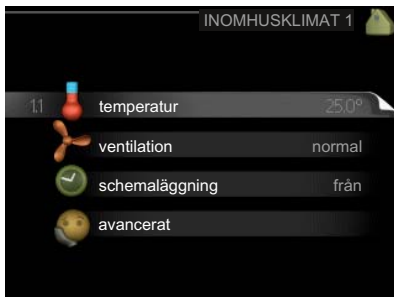 INOMHUSKLIMAT 1
1.1 temperatur 25.0°
ventilation normal
schemaläggning från
avancerat